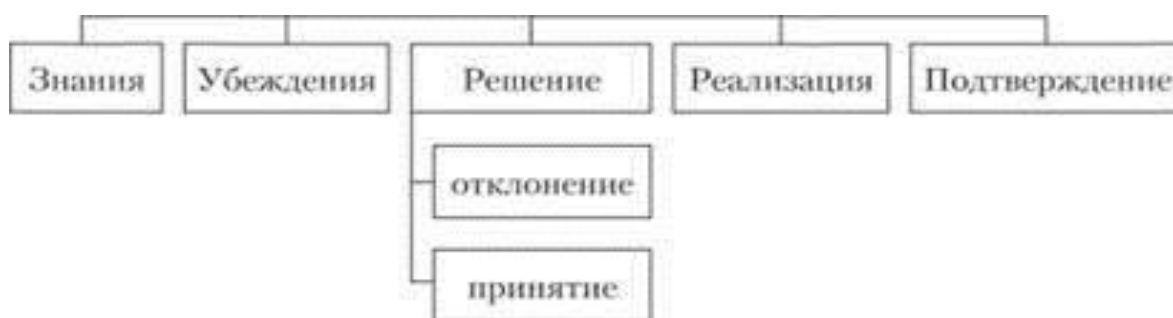 Знания Убеждения Решение Реализация Подтверждение
отклонение
принятие